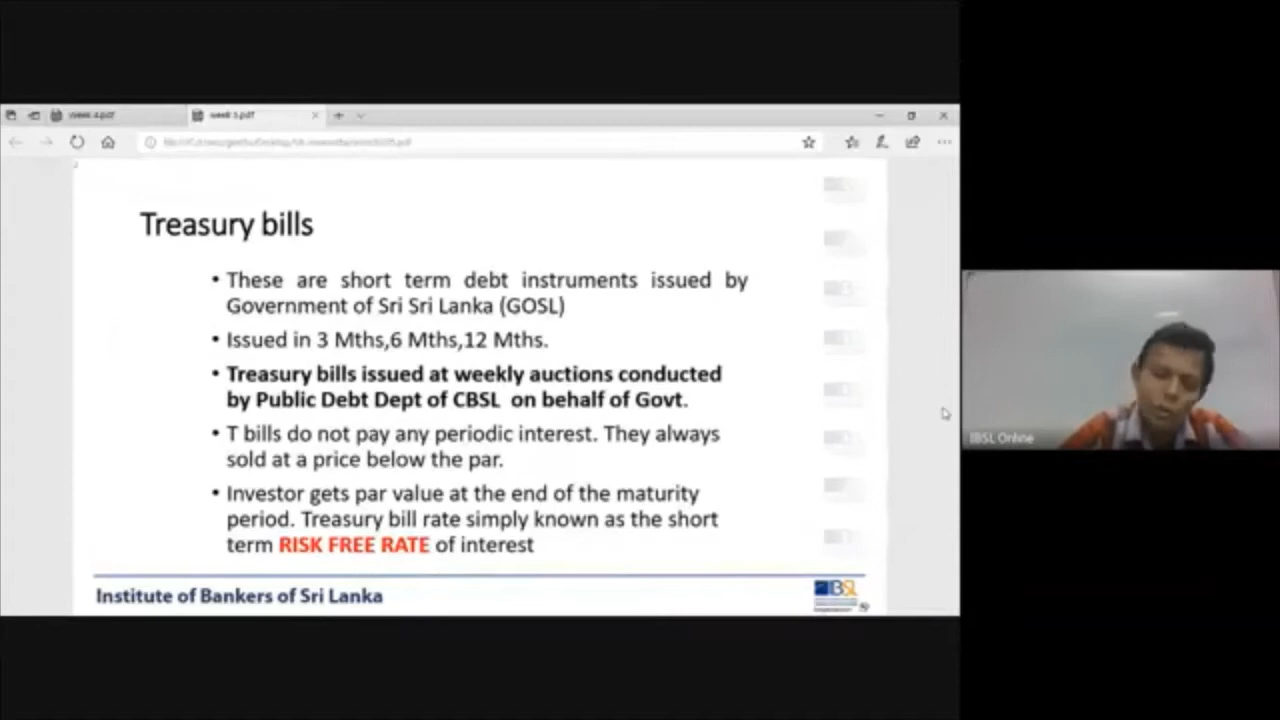 week 4.pdf
week 5.pdf
Treasury bills
• These are short term debt instruments issued by
Government of Sri Sri Lanka (GOSL)
• Issued in 3 Mths,6 Mths,12 Mths.
• Treasury bills issued at weekly auctions conducted
by Public Debt Dept of CBSL on behalf of Govt.
• T bills do not pay any periodic interest. They always
sold at a price below the par.
• Investor gets par value at the end of the maturity
period. Treasury bill rate simply known as the short
term RISK FREE RATE of interest
Institute of Bankers of Sri Lanka
IBSL
IBSL Online